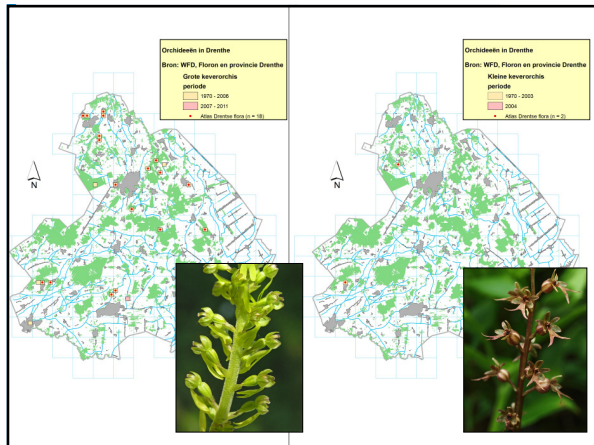 Orchideeën in Drenthe
Bron: WFD, Floron en provincie Drenthe
Grote keverorchis
periode
1970 - 2006
2007 - 2011
Atlas Drentse flora (n = 18)
N
Orchideeën in Drenthe
Bron: WFD, Floron en provincie Drenthe
Kleine keverorchis
periode
1970 - 2003
2004
Atlas Drentse flora (n = 2)
N